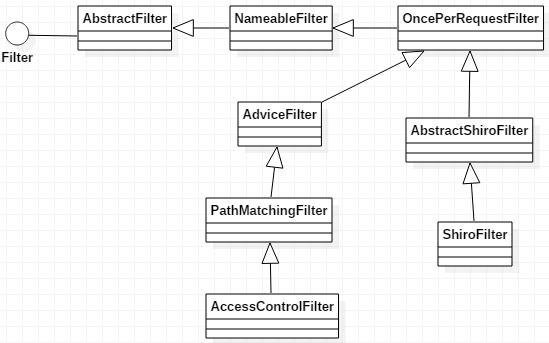 AbstractFilter
NameableFilter
OncePerRequestFilter
Filter
AdviceFilter
AbstractShiroFilter
PathMatchingFilter
ShiroFilter
AccessControlFilter